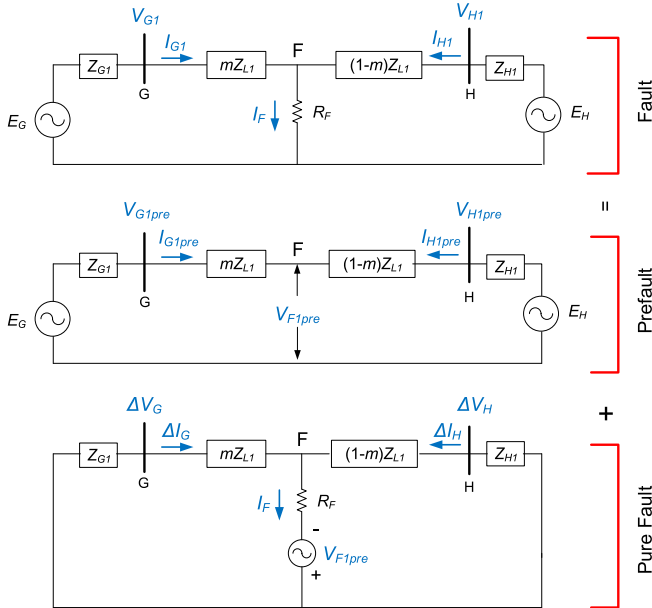 V_G1
V_H1
I_G1
F
I_H1
Z_G1
mZ_L1
(1-m)Z_L1
Z_H1
G
H
I_F
R_F
E_G
E_H
Fault
=
V_G1pre
V_H1pre
I_G1pre
F
I_H1pre
Z_G1
mZ_L1
(1-m)Z_L1
Z_H1
G
H
V_F1pre
E_G
E_H
Prefault
+
ΔV_G
ΔV_H
ΔI_G
F
ΔI_H
Z_G1
mZ_L1
(1-m)Z_L1
Z_H1
G
H
I_F
R_F
-
V_F1pre
+
Pure Fault